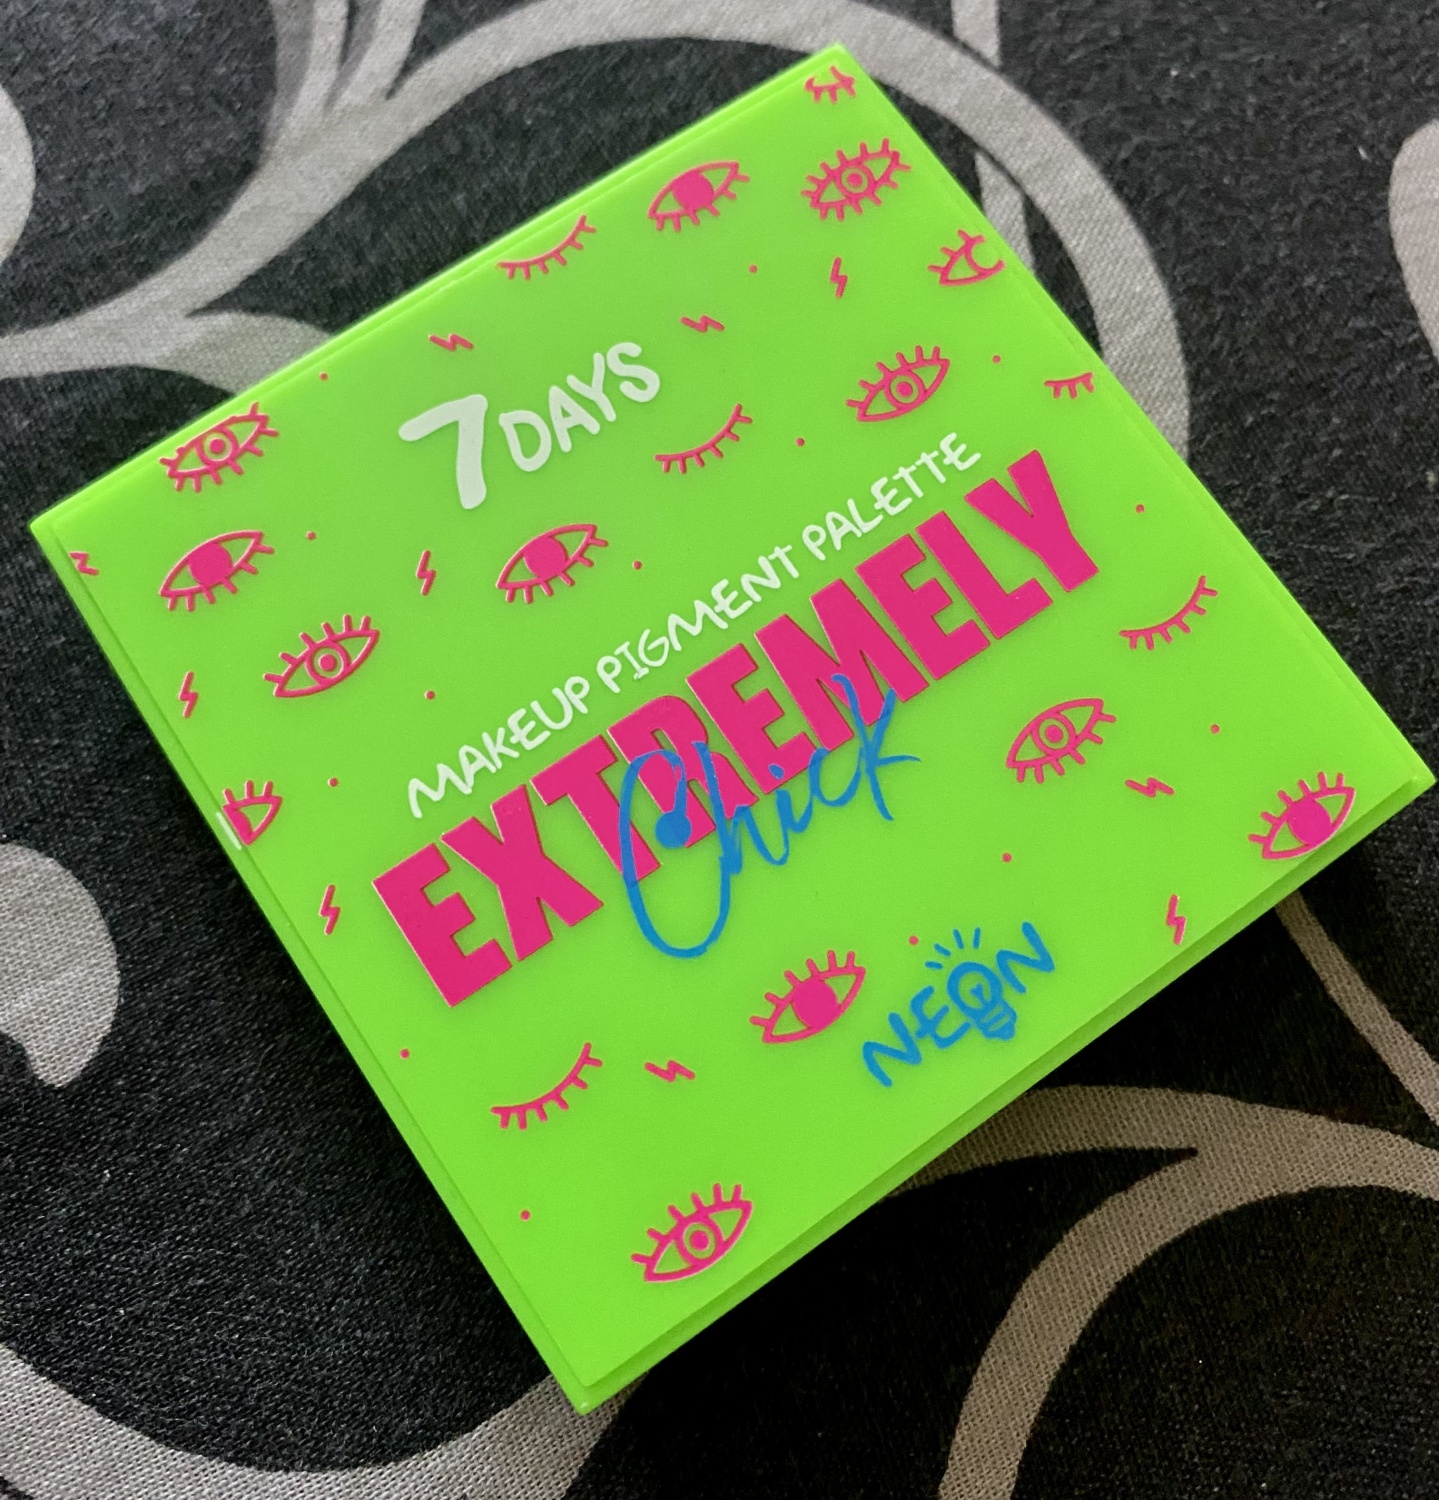 7DAYS
MAKEUP PIGMENT PALETTE
EXTREMELY
Chick
NEON